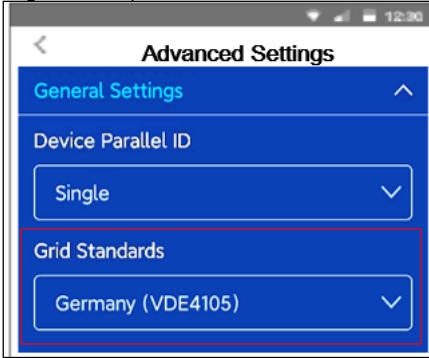 12:30
Advanced Settings
General Settings
Device Parallel ID
Single
Grid Standards
Germany (VDE4105)